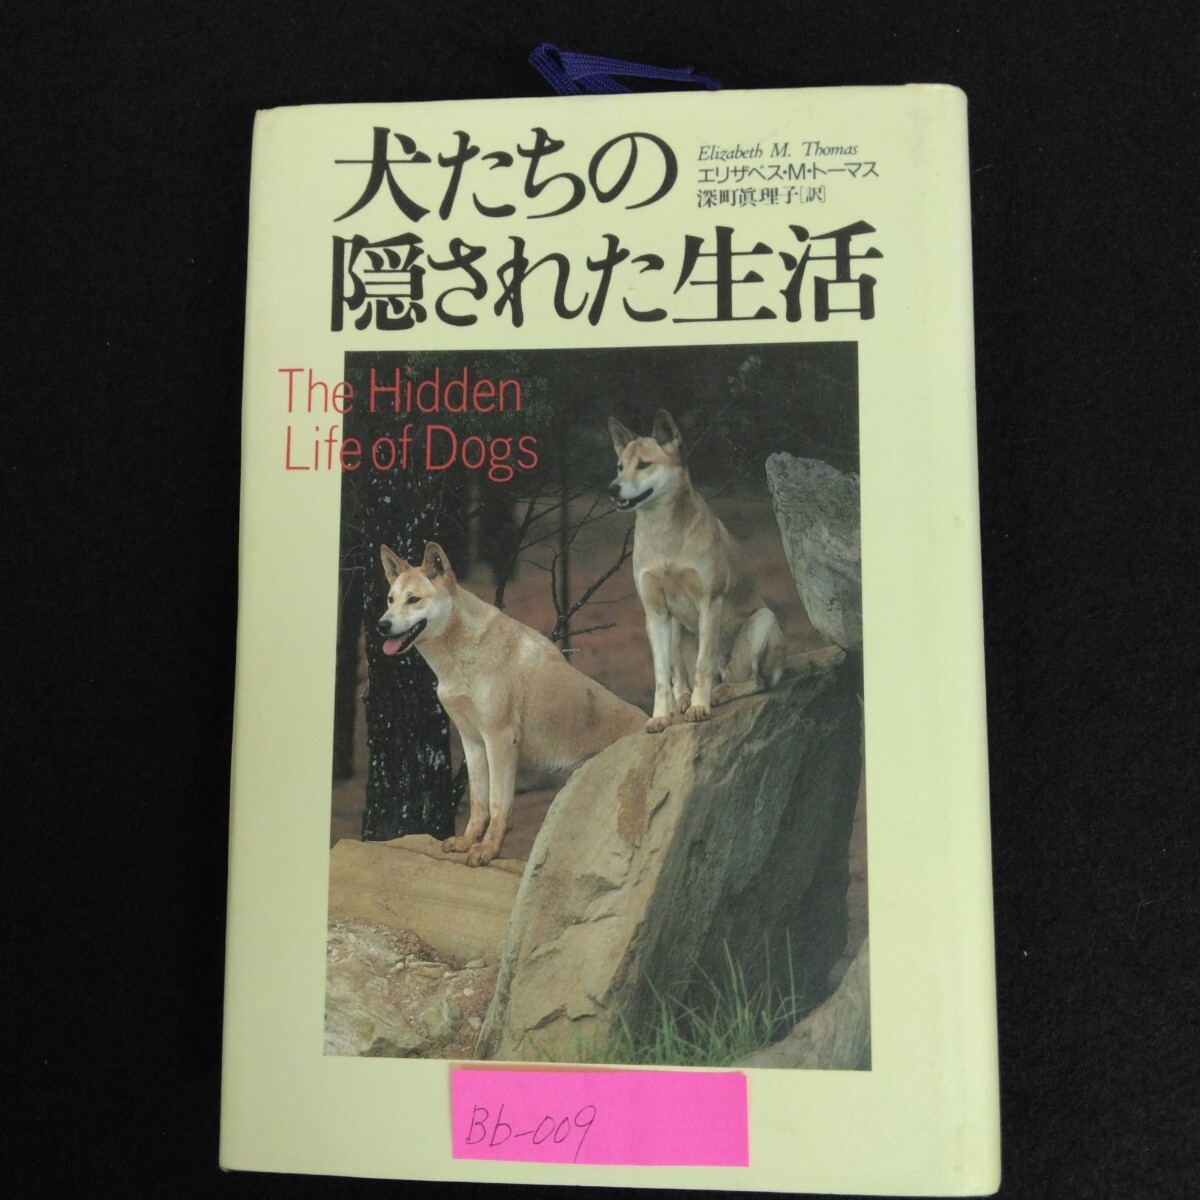 犬たちの
隠された生活
Elizabeth M. Thomas
エリザベス・M・トーマス
深町眞理子[訳]
The Hidden
Life of Dogs
Bb-009